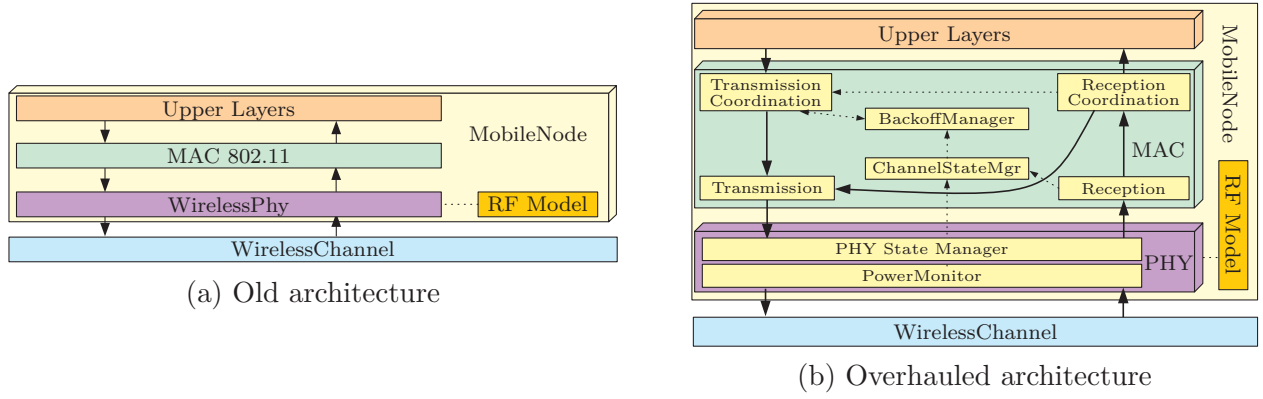 Upper Layers
MobileNode
MAC 802.11
WirelessPhy
RF Model
WirelessChannel
(a) Old architecture
Upper Layers
MobileNode
Transmission
Coordination
Reception
Coordination
BackoffManager
MAC
ChannelStateMgr
Transmission
Reception
RF Model
PHY State Manager
PHY
PowerMonitor
WirelessChannel
(b) Overhauled architecture